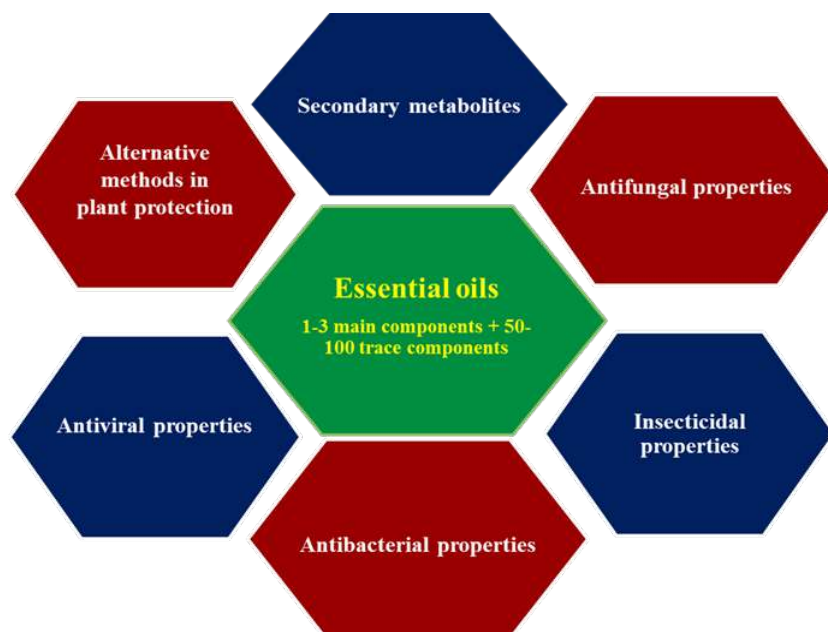 Secondary metabolites
Alternative
methods in
plant protection
Antifungal properties
Essential oils
1-3 main components + 50-
100 trace components
Antiviral properties
Insecticidal
properties
Antibacterial properties